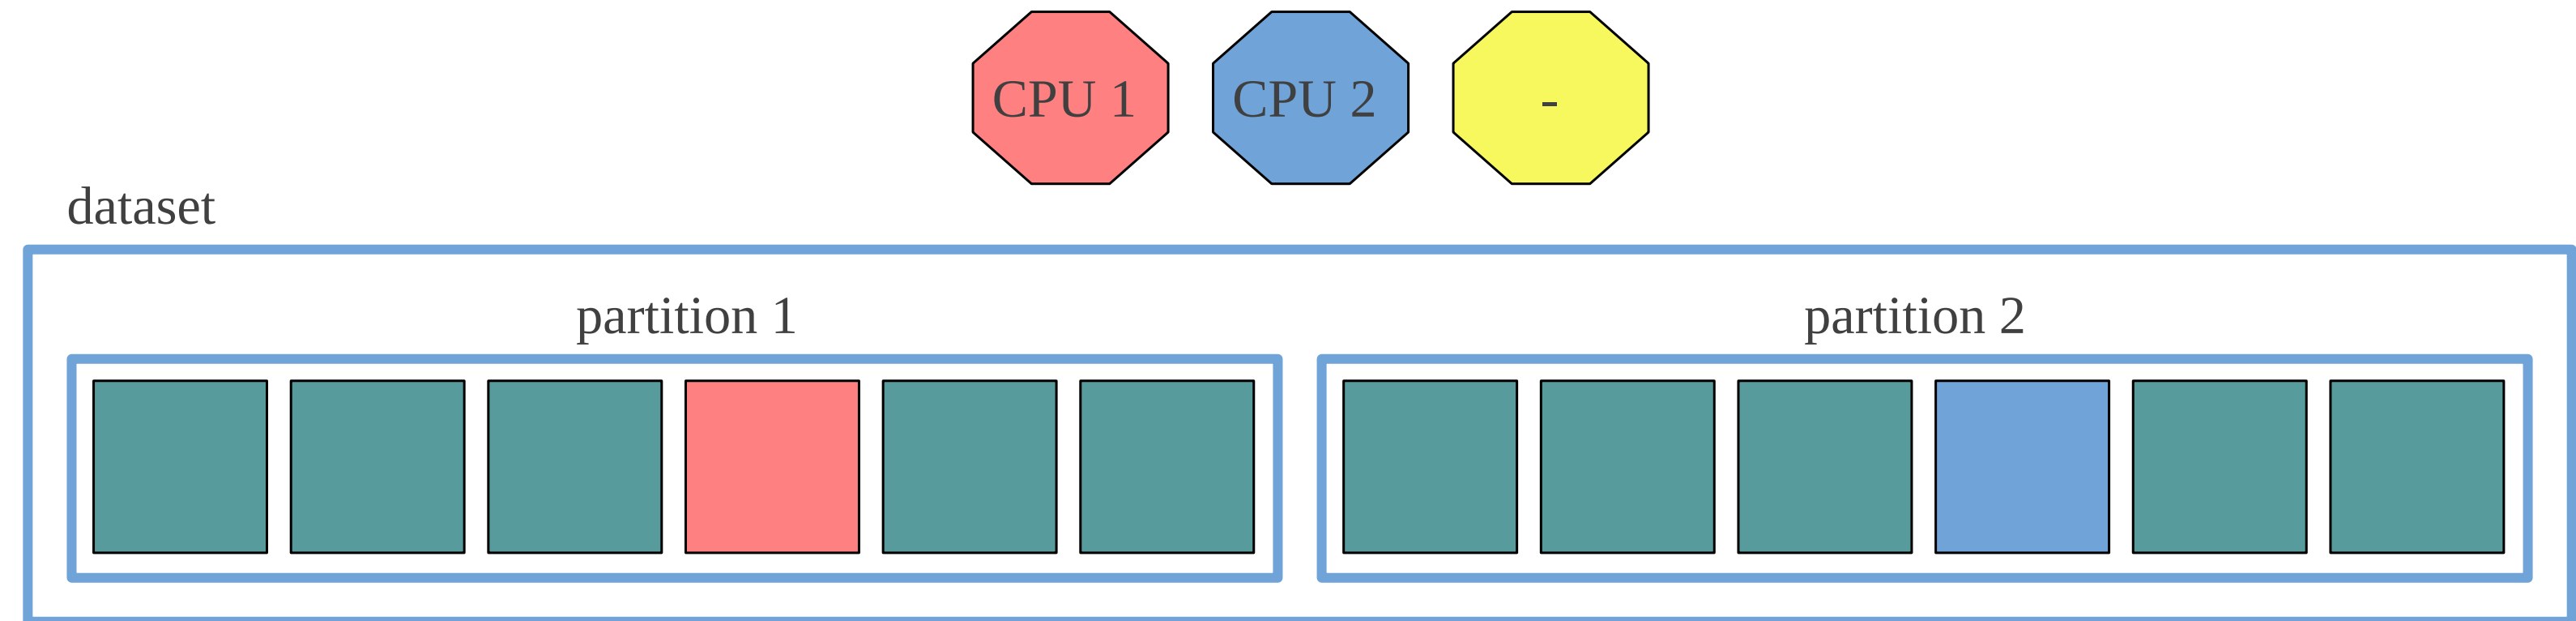 CPU 1
CPU 2
-
dataset
partition 1
partition 2